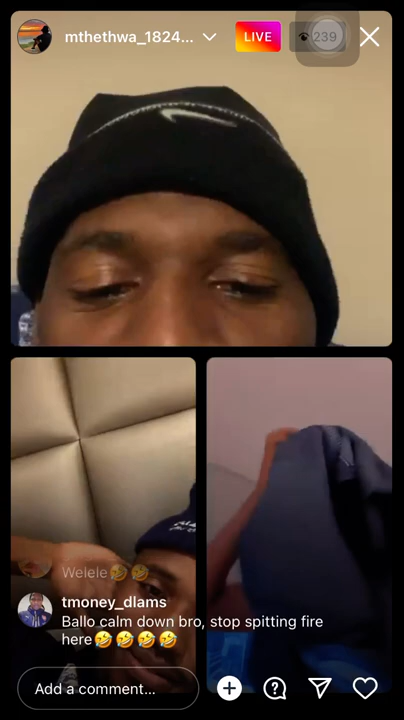 mthethwa_1824...
LIVE
239
Welele🤣🤣
tmoney_dlams
Ballo calm down bro, stop spitting fire
here🤣🤣🤣🤣
Add a comment...